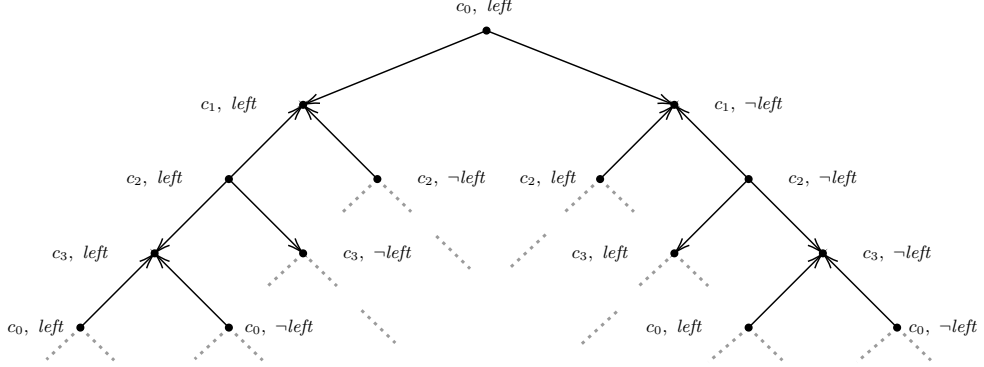 c₀, left
c₁, left
c₁, ¬left
c₂, left
c₂, ¬left
c₂, left
c₂, ¬left
c₃, left
c₃, ¬left
c₃, left
c₃, ¬left
c₀, left
c₀, ¬left
c₀, left
c₀, ¬left